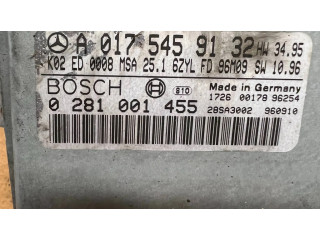 A 017 545 91 32 HW 34.95
K02 ED 0008 MSA 25.1 6ZYL FD 96M09 SW 10.96
BOSCH 810 Made in Germany
0 281 001 455 1726 00178 96254
28SA3002 960910